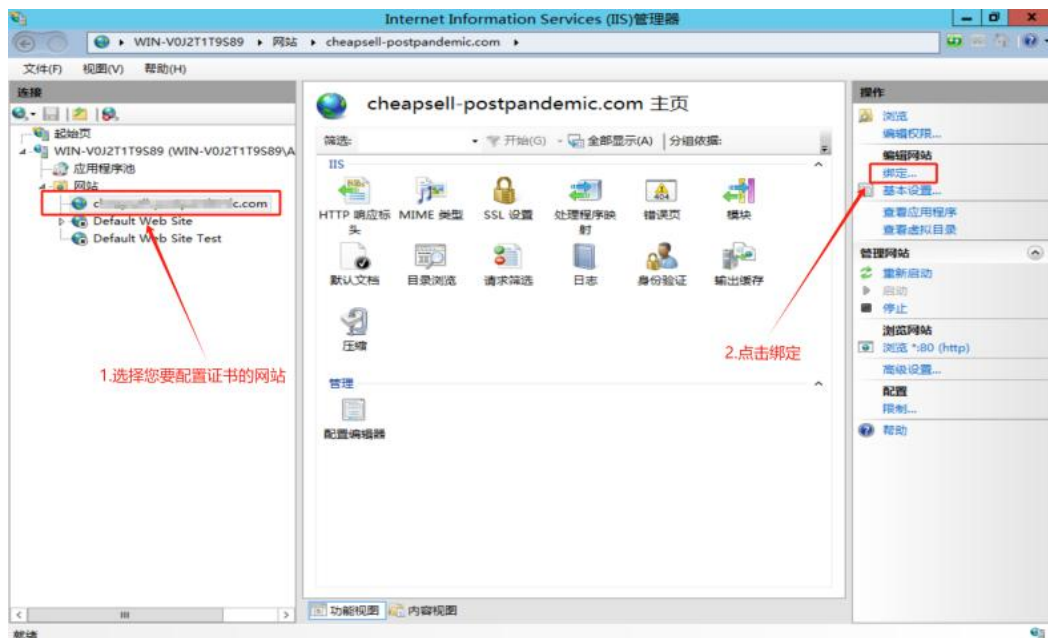 Internet Information Services (IIS)管理器
WIN-V0J2T1T9S89 网站 cheapsell-postpandemic.com
文件(F) 视图(V) 帮助(H)
连接
起始页
WIN-V0J2T1T9S89 (WIN-V0J2T1T9S89\A
应用程序池
网站
c.com
Default Web Site
Default Web Site Test
1.选择您要配置证书的网站
cheapsell-postpandemic.com 主页
筛选: 开始(G) 全部显示(A) 分组依据:
IIS
HTTP 响应标头 MIME 类型 SSL 设置 处理程序映射 错误页 模块
默认文档 目录浏览 请求筛选 日志 身份验证 输出缓存
压缩
2.点击绑定
管理
配置编辑器
功能视图 内容视图
操作
浏览
编辑权限...
编辑网站
绑定...
基本设置...
查看应用程序
查看虚拟目录
管理网站
重新启动
启动
停止
浏览网站
浏览 *:80 (http)
高级设置...
配置
限制...
帮助
就绪